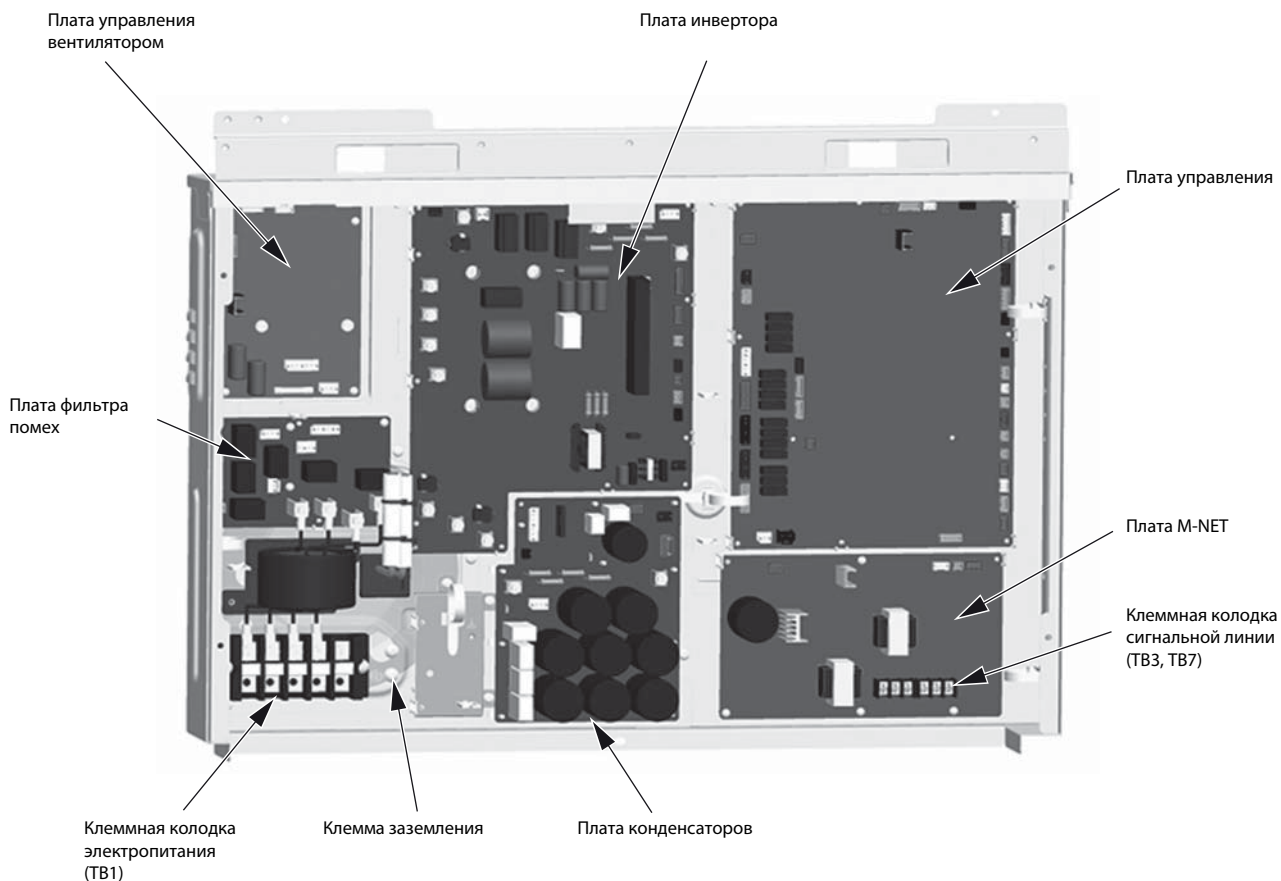 Плата управления
вентилятором
Плата инвертора
Плата управления
Плата фильтра
помех
Плата M-NET
Клеммная колодка
сигнальной линии
(TB3, TB7)
Клеммная колодка
электропитания
(TB1)
Клемма заземления
Плата конденсаторов